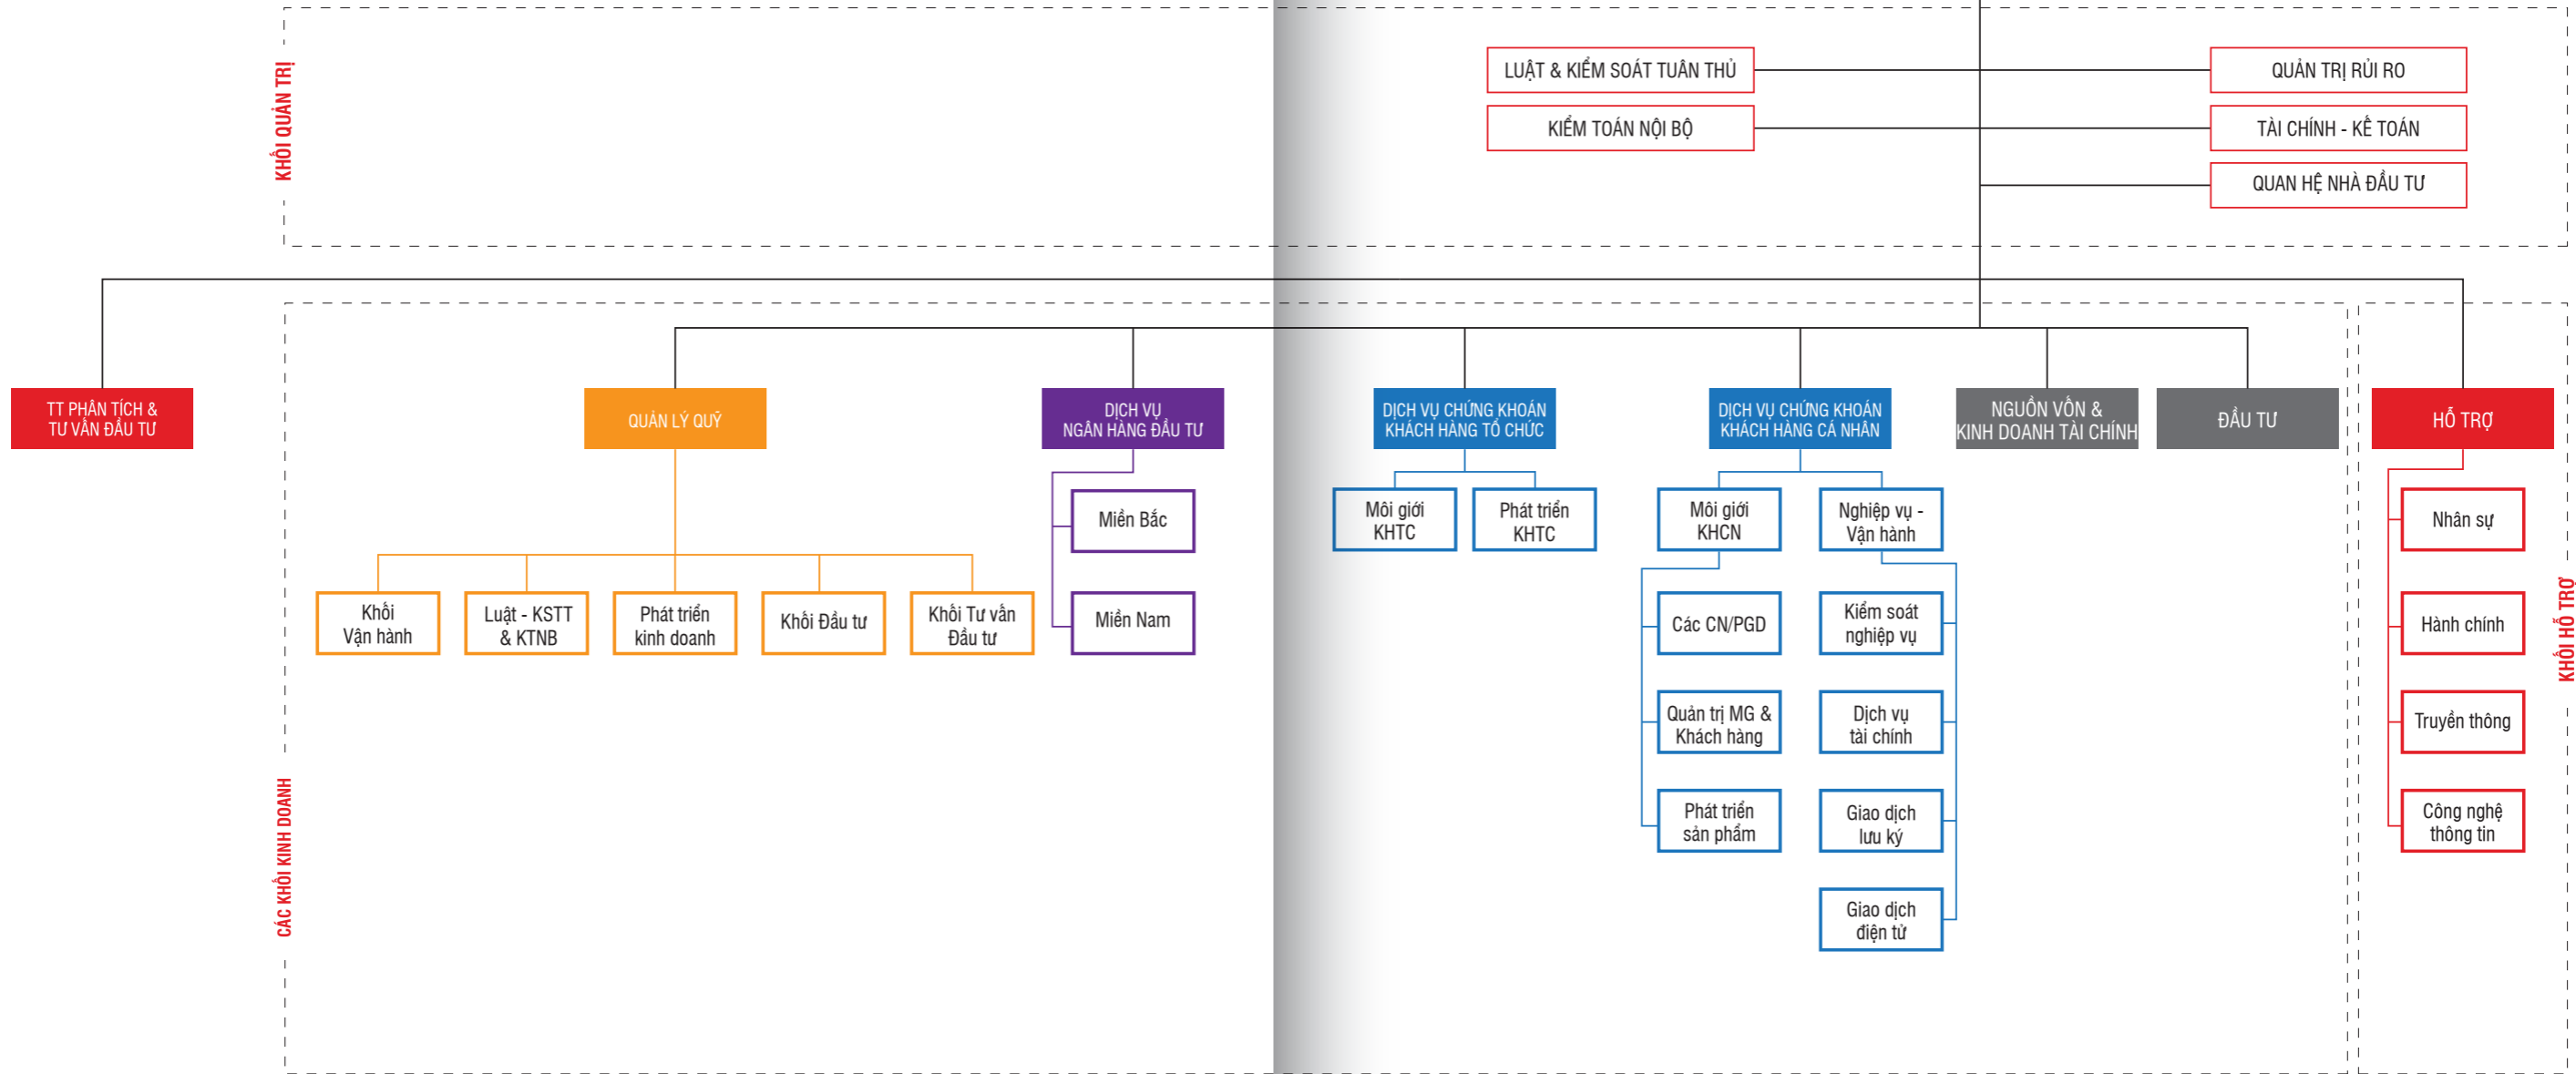 KHỐI QUẢN TRỊ
LUẬT & KIỂM SOÁT TUÂN THỦ
QUẢN TRỊ RỦI RO
KIỂM TOÁN NỘI BỘ
TÀI CHÍNH - KẾ TOÁN
QUAN HỆ NHÀ ĐẦU TƯ
TT PHÂN TÍCH &
TƯ VẤN ĐẦU TƯ
QUẢN LÝ QUỸ
DỊCH VỤ
NGÂN HÀNG ĐẦU TƯ
DỊCH VỤ CHỨNG KHOÁN
KHÁCH HÀNG TỔ CHỨC
DỊCH VỤ CHỨNG KHOÁN
KHÁCH HÀNG CÁ NHÂN
NGUỒN VỐN &
KINH DOANH TÀI CHÍNH
ĐẦU TƯ
HỖ TRỢ
CÁC KHỐI KINH DOANH
Khối
Vận hành
Luật - KSTT
& KTNB
Phát triển
kinh doanh
Khối Đầu tư
Khối Tư vấn
Đầu tư
Miền Bắc
Miền Nam
Môi giới
KHTC
Phát triển
KHTC
Môi giới
KHCN
Các CN/PGD
Quản trị MG &
Khách hàng
Phát triển
sản phẩm
Nghiệp vụ -
Vận hành
Kiểm soát
nghiệp vụ
Dịch vụ
tài chính
Giao dịch
lưu ký
Giao dịch
điện tử
Nhân sự
Hành chính
Truyền thông
Công nghệ
thông tin
KHỐI HỖ TRỢ